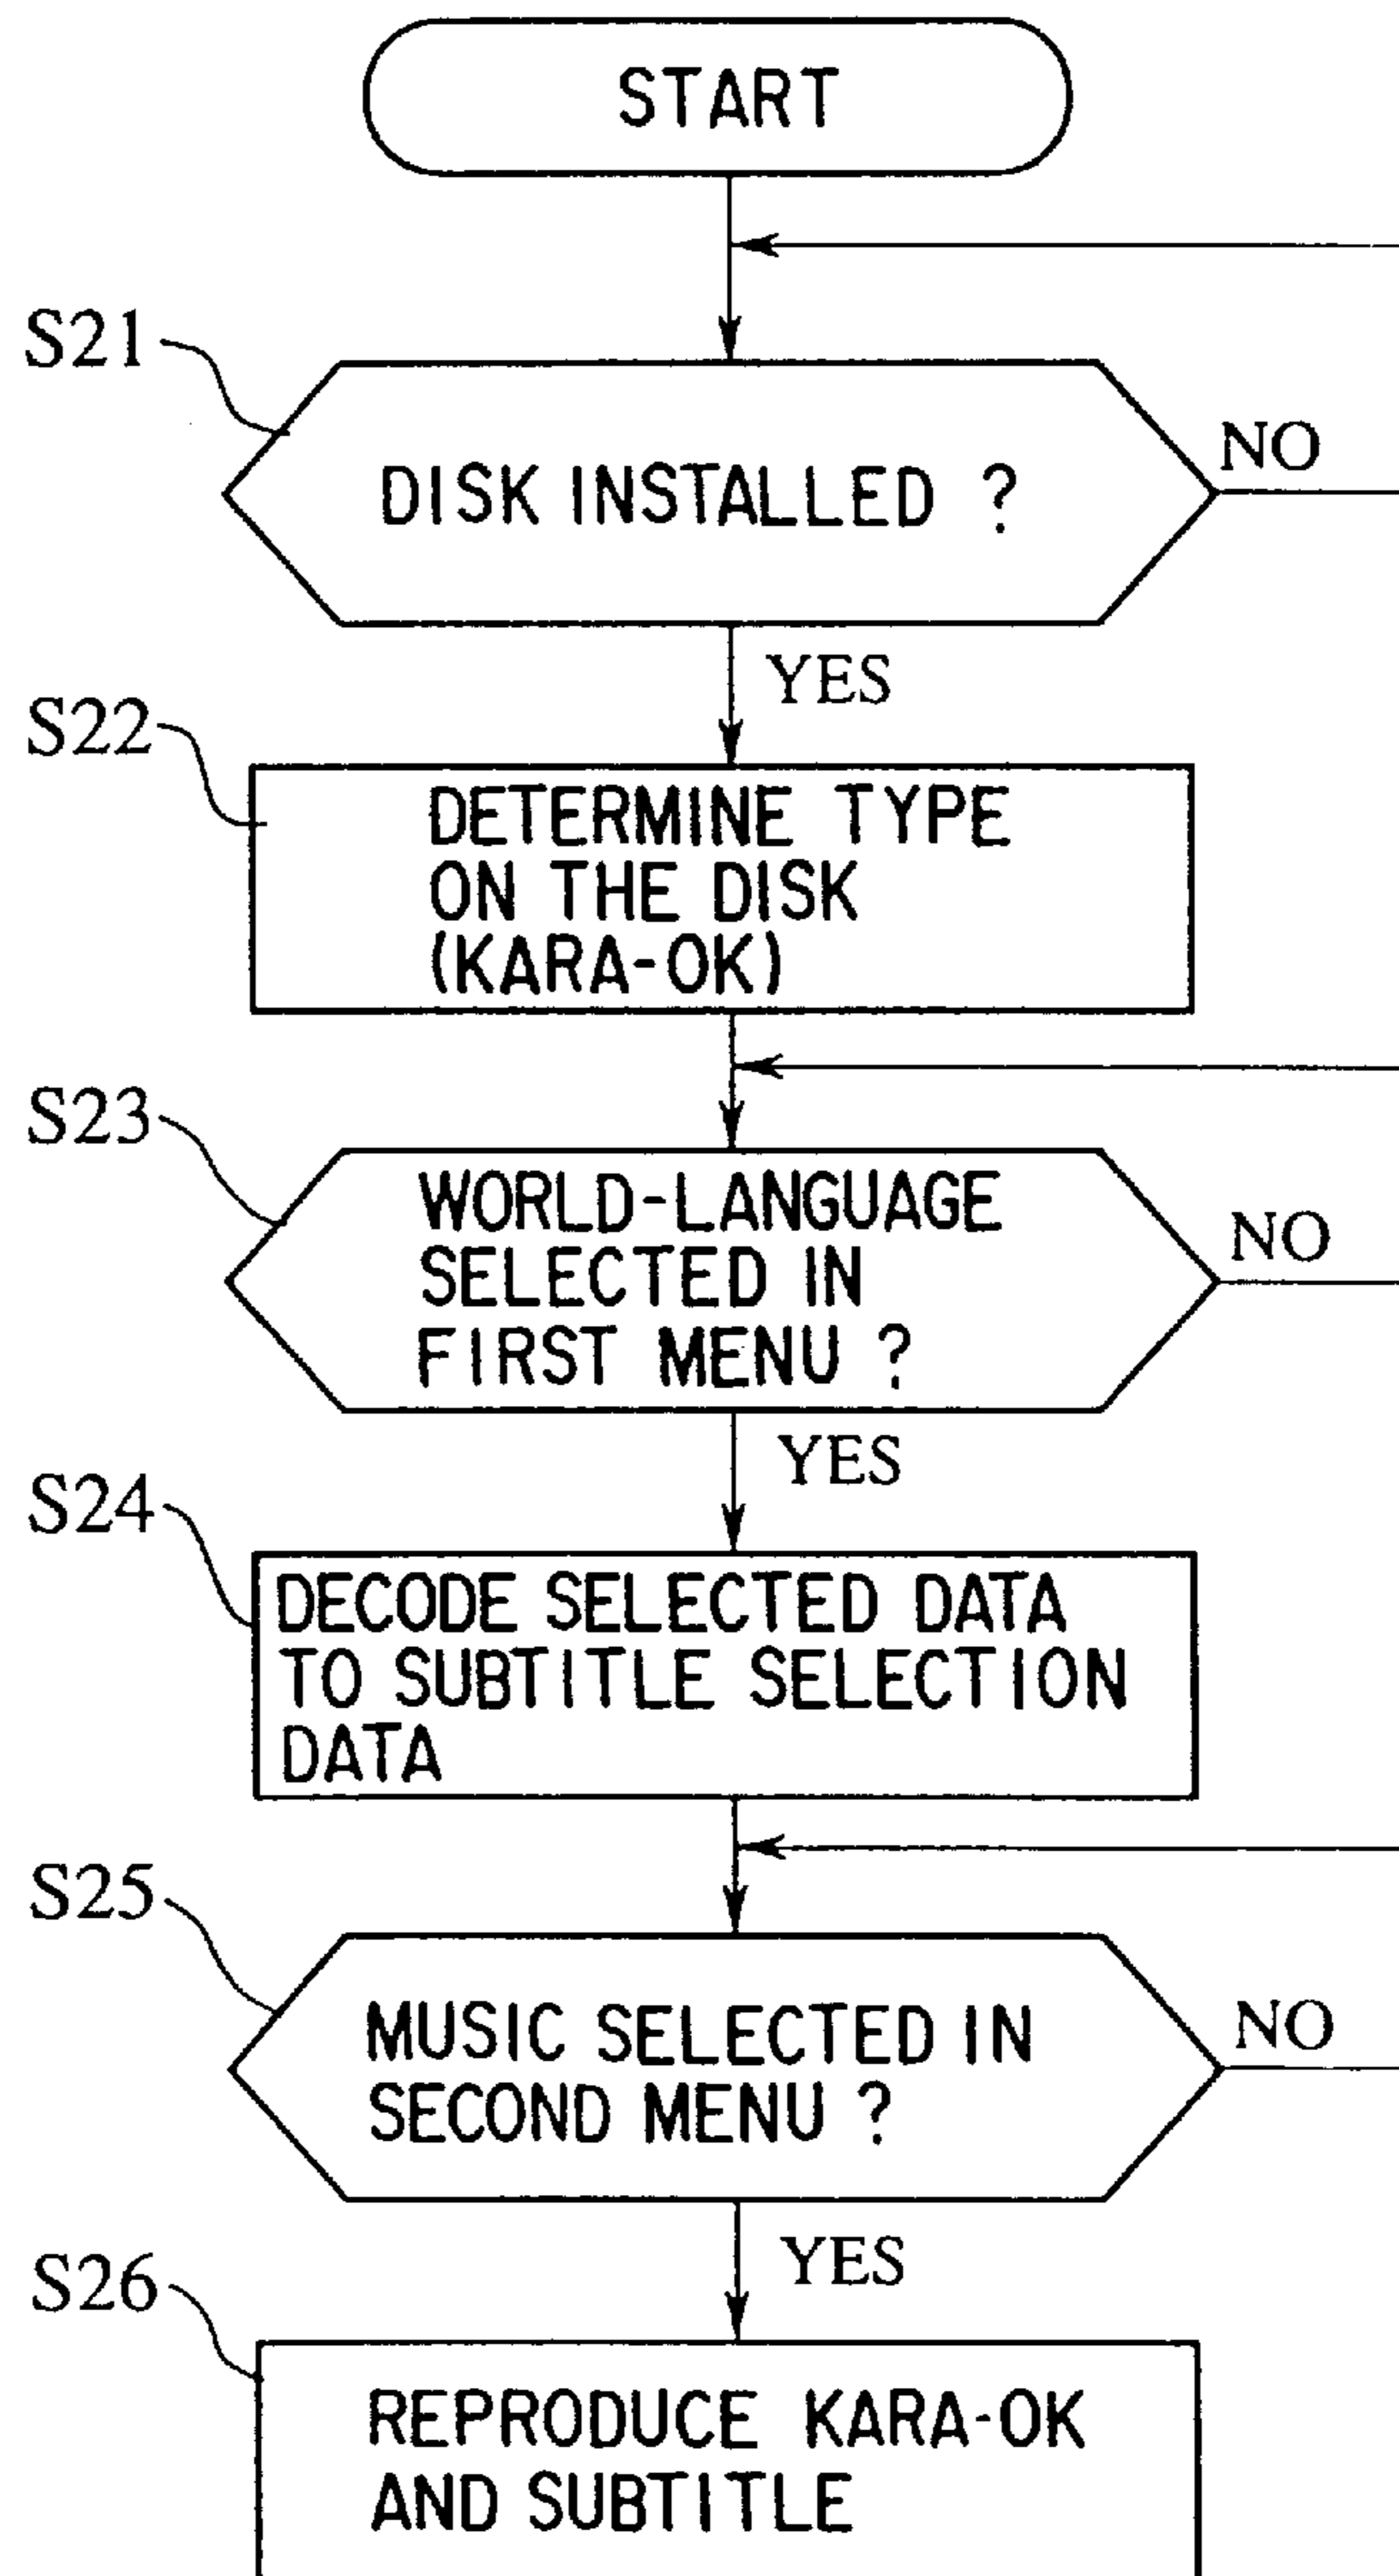 START
S21
DISK INSTALLED ?
NO
YES
S22
DETERMINE TYPE
ON THE DISK
(KARA-OK)
S23
WORLD-LANGUAGE
SELECTED IN
FIRST MENU ?
NO
YES
S24
DECODE SELECTED DATA
TO SUBTITLE SELECTION
DATA
S25
MUSIC SELECTED IN
SECOND MENU ?
NO
YES
S26
REPRODUCE KARA-OK
AND SUBTITLE